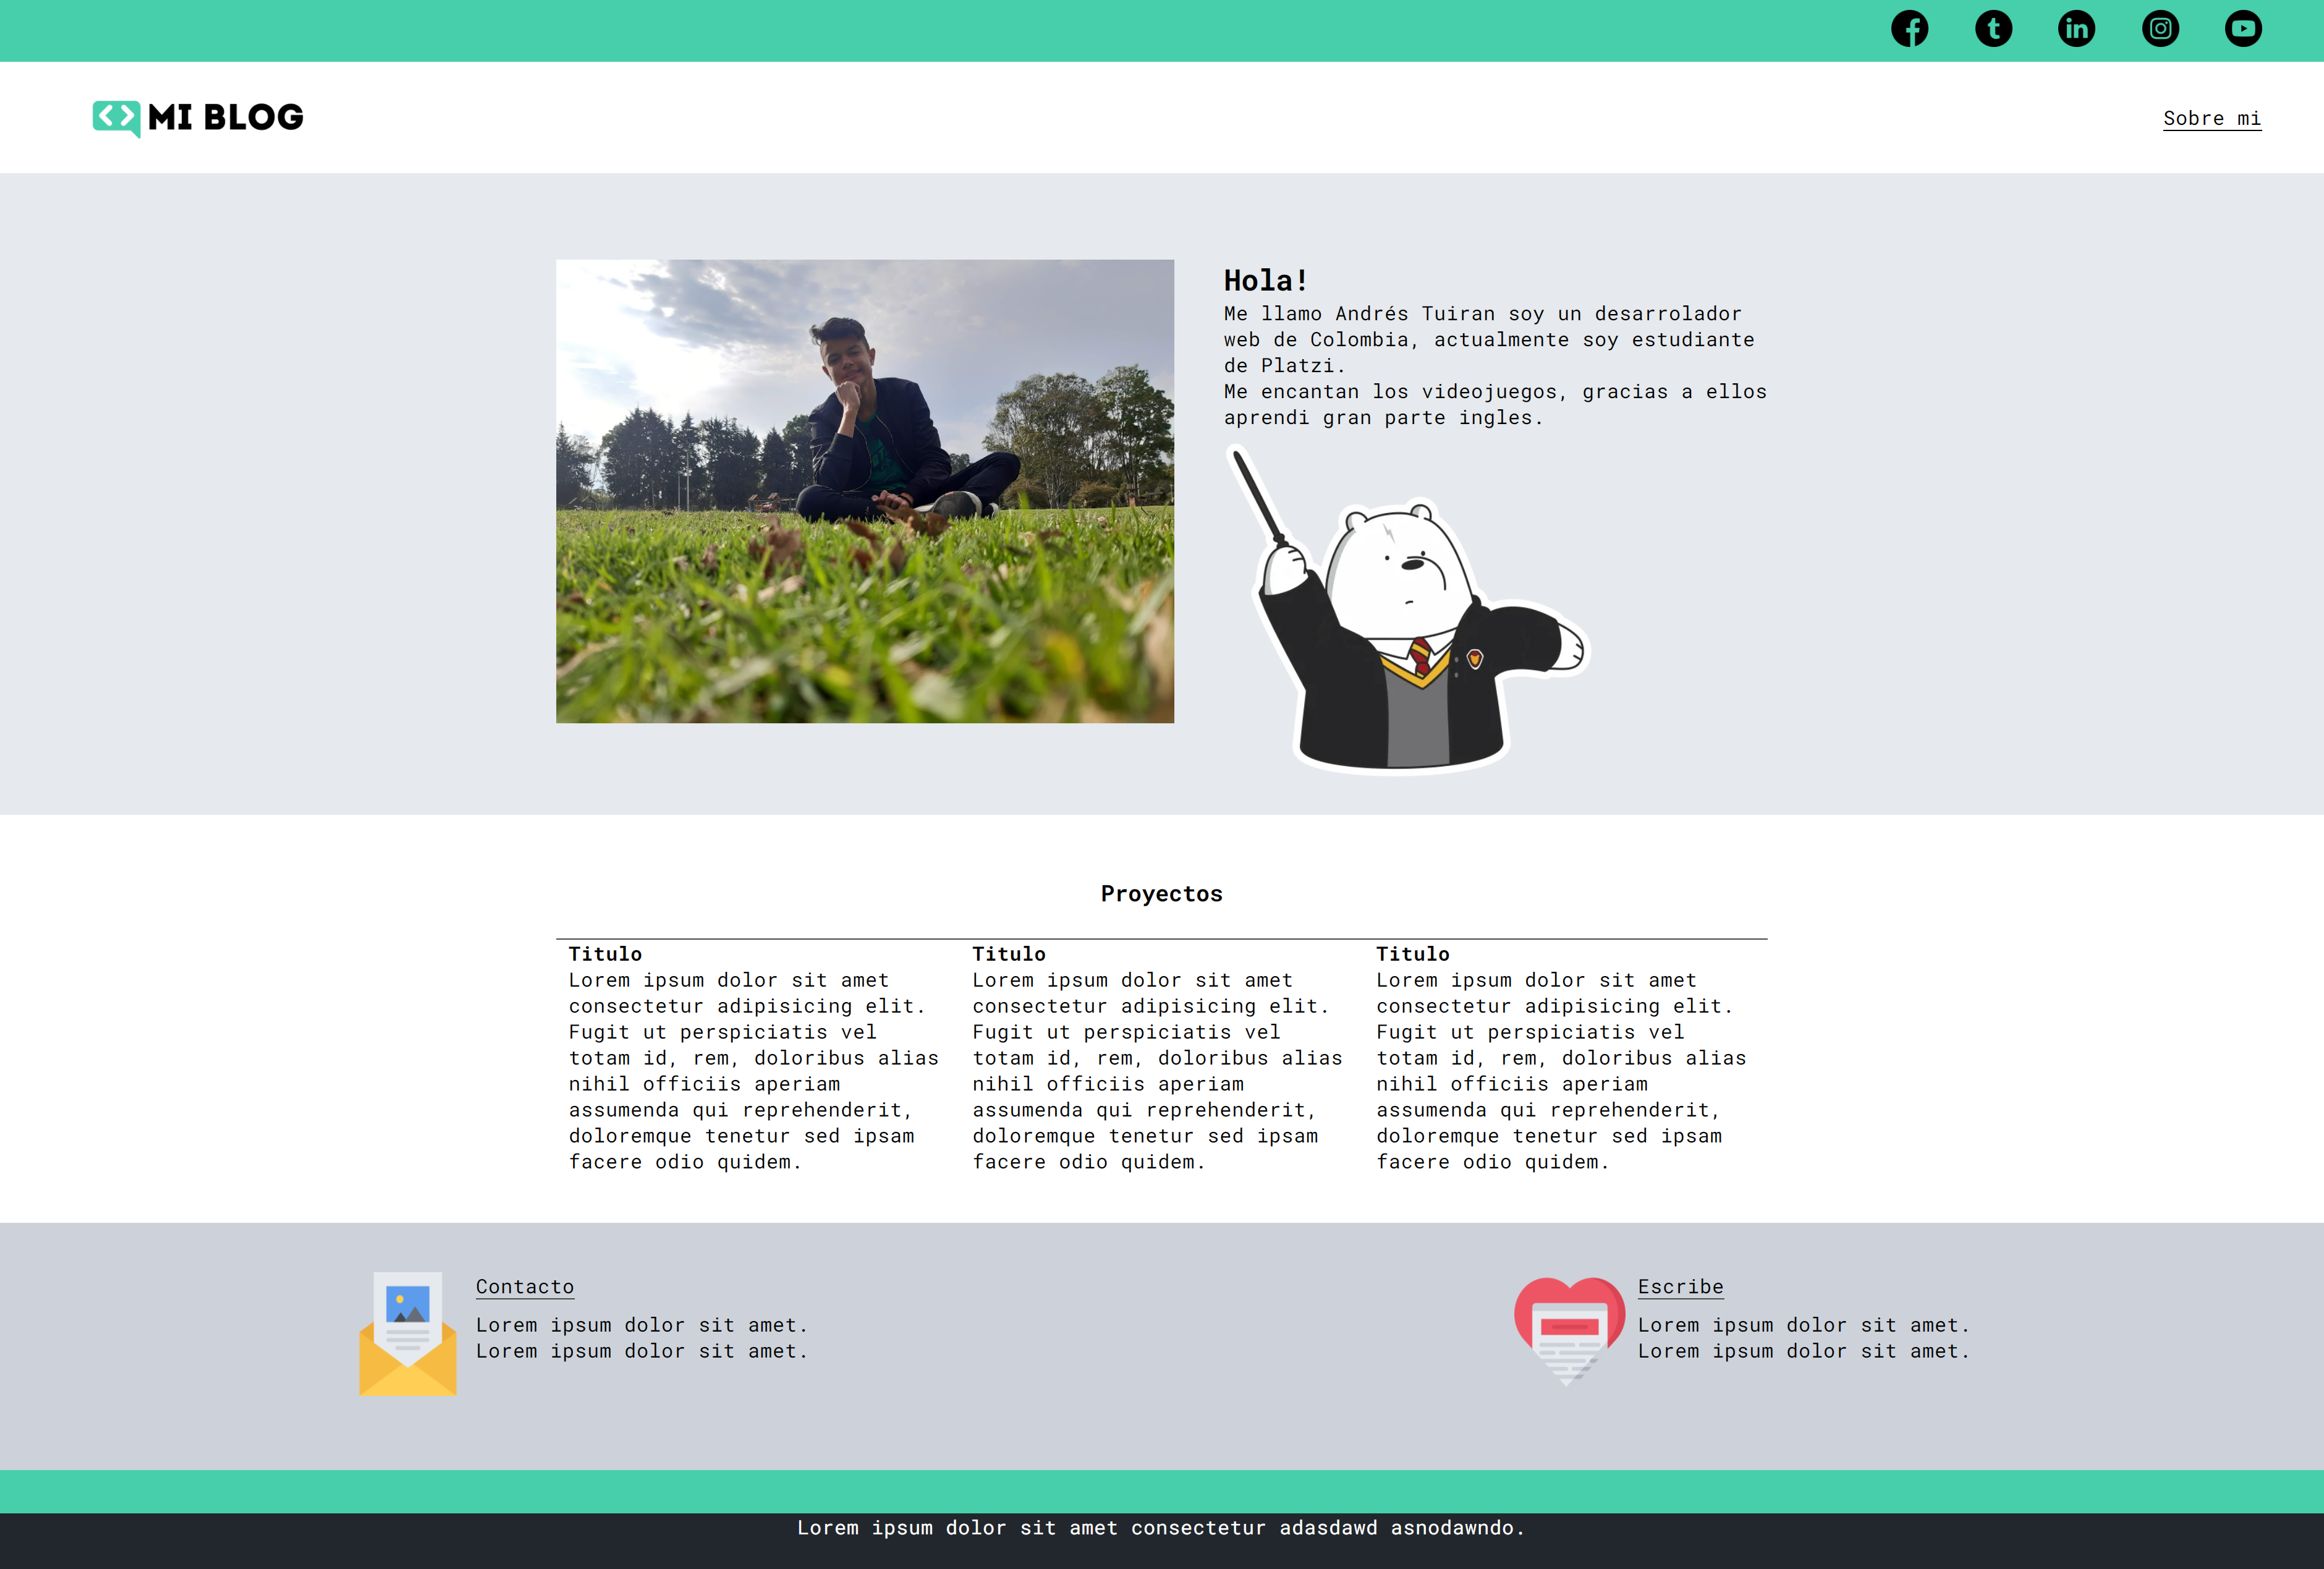 MI BLOG
Sobre mi
Hola!
Me llamo Andrés Tuiran soy un desarrolador
web de Colombia, actualmente soy estudiante
de Platzi.
Me encantan los videojuegos, gracias a ellos
aprendi gran parte ingles.
Proyectos
Titulo
Lorem ipsum dolor sit amet
consectetur adipisicing elit.
Fugit ut perspiciatis vel
totam id, rem, doloribus alias
nihil officiis aperiam
assumenda qui reprehenderit,
doloremque tenetur sed ipsam
facere odio quidem.
Titulo
Lorem ipsum dolor sit amet
consectetur adipisicing elit.
Fugit ut perspiciatis vel
totam id, rem, doloribus alias
nihil officiis aperiam
assumenda qui reprehenderit,
doloremque tenetur sed ipsam
facere odio quidem.
Titulo
Lorem ipsum dolor sit amet
consectetur adipisicing elit.
Fugit ut perspiciatis vel
totam id, rem, doloribus alias
nihil officiis aperiam
assumenda qui reprehenderit,
doloremque tenetur sed ipsam
facere odio quidem.
Contacto
Lorem ipsum dolor sit amet.
Lorem ipsum dolor sit amet.
Escribe
Lorem ipsum dolor sit amet.
Lorem ipsum dolor sit amet.
Lorem ipsum dolor sit amet consectetur adasdawd asnodawndo.